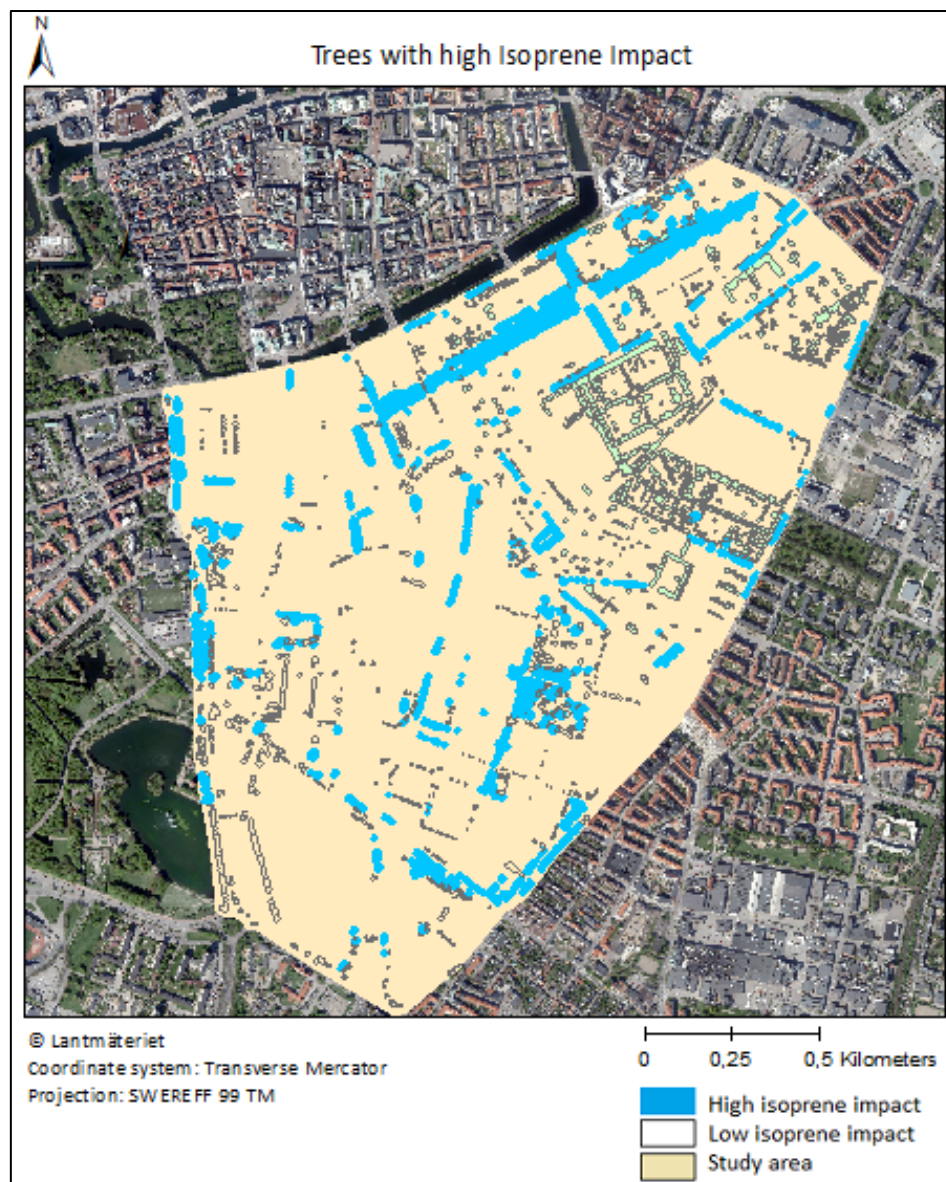 N
Trees with high Isoprene Impact
© Lantmäteriet
Coordinate system: Transverse Mercator
Projection: SWEREFF 99 TM
0 0,25 0,5 Kilometers
High isoprene impact
Low isoprene impact
Study area